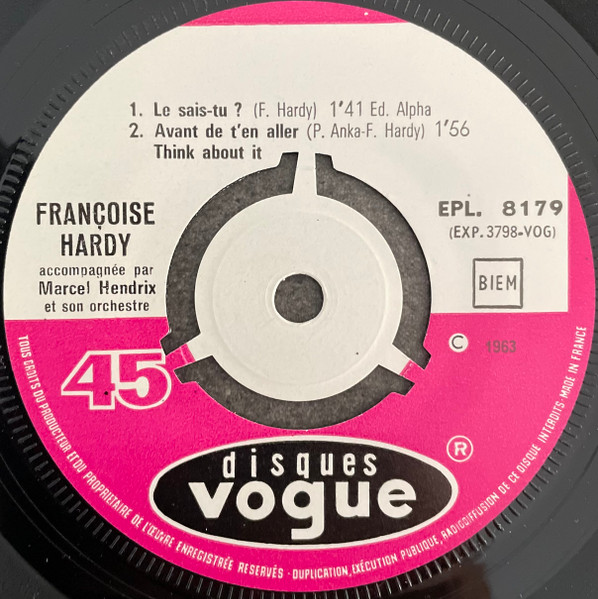 1. Le sais-tu ? (F. Hardy) 1'41 Ed. Alpha
2. Avant de t'en aller (P. Anka-F. Hardy) 1'56
Think about it
FRANÇOISE
HARDY
accompagnée par
Marcel Hendrix
et son orchestre
EPL. 8179
(EXP. 3798-VOG)
BIEM
45
© 1963
disques
vogue
®
TOUS DROITS DU PRODUCTEUR ET DU PROPRIETAIRE DE L'ŒUVRE ENREGISTRÉE RESERVÉS - DUPLICATION, EXÉCUTION PUBLIQUE, RADIODIFFUSION DE CE DISQUE INTERDITS - MADE IN FRANCE